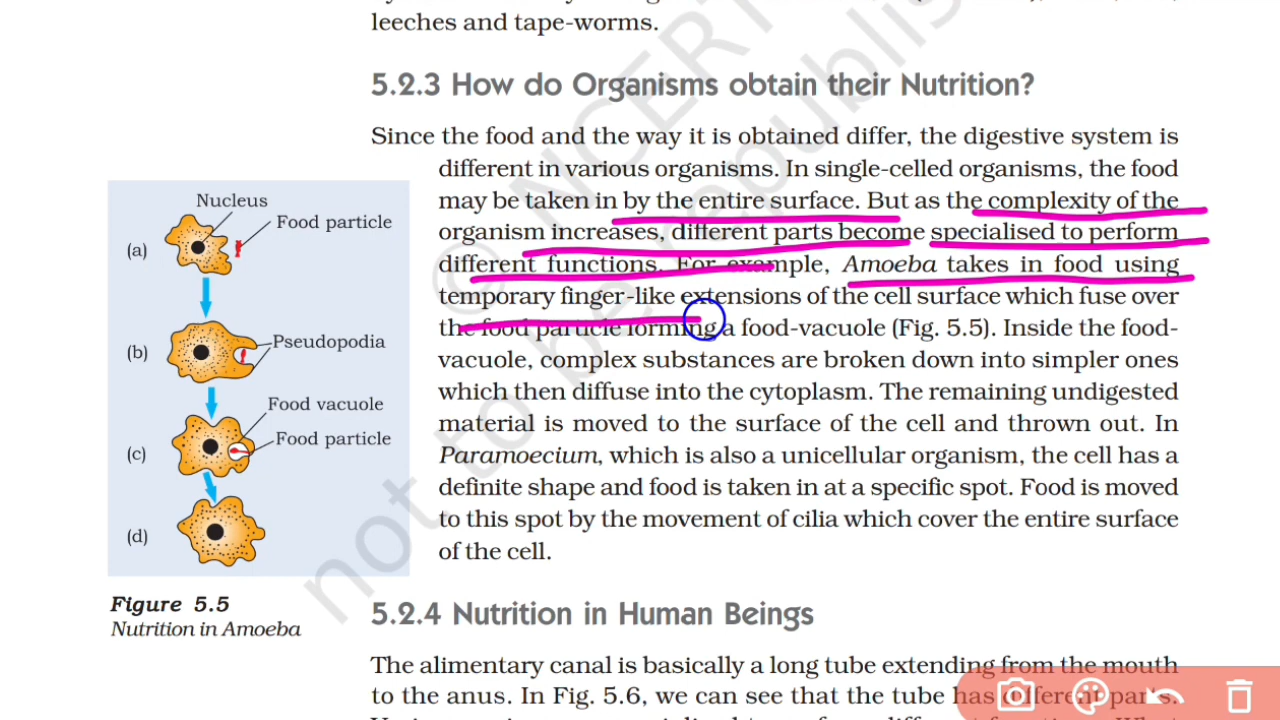 leeches and tape-worms.
5.2.3 How do Organisms obtain their Nutrition?
Since the food and the way it is obtained differ, the digestive system is
different in various organisms. In single-celled organisms, the food
may be taken in by the entire surface. But as the complexity of the
organism increases, different parts become specialised to perform
different functions. For example, Amoeba takes in food using
temporary finger-like extensions of the cell surface which fuse over
the food particle forming a food-vacuole (Fig. 5.5). Inside the food-
vacuole, complex substances are broken down into simpler ones
which then diffuse into the cytoplasm. The remaining undigested
material is moved to the surface of the cell and thrown out. In
Paramoecium, which is also a unicellular organism, the cell has a
definite shape and food is taken in at a specific spot. Food is moved
to this spot by the movement of cilia which cover the entire surface
of the cell.
Nucleus
Food particle
(a)
Pseudopodia
(b)
Food vacuole
Food particle
(c)
(d)
Figure 5.5
Nutrition in Amoeba
5.2.4 Nutrition in Human Beings
The alimentary canal is basically a long tube extending from the mouth
to the anus. In Fig. 5.6, we can see that the tube has different parts.
© NCERT
not to be republis